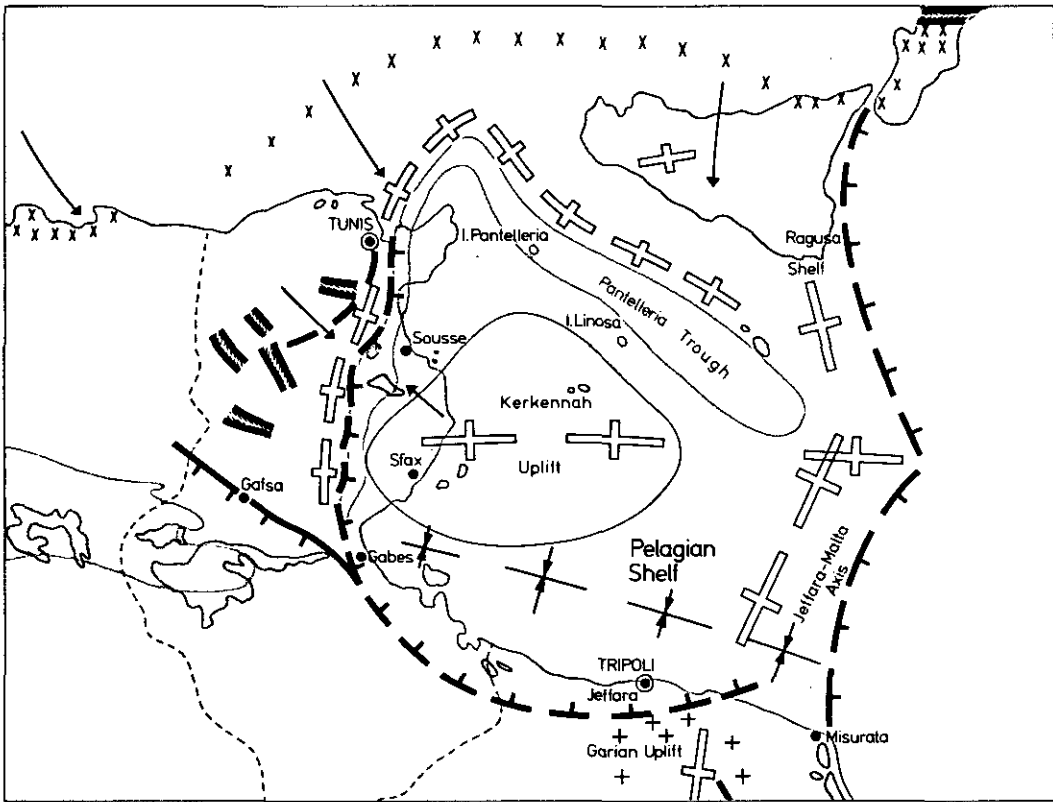 TUNIS
I.Pantelleria
Ragusa
Shelf
Pantelleria
Trough
I.Linosa
Sousse
Kerkennah
Uplift
Sfax
Gafsa
Gabes
Pelagian
Shelf
Jeffara-Malta
Axis
TRIPOLI
Jeffara
Garian Uplift
Misurata